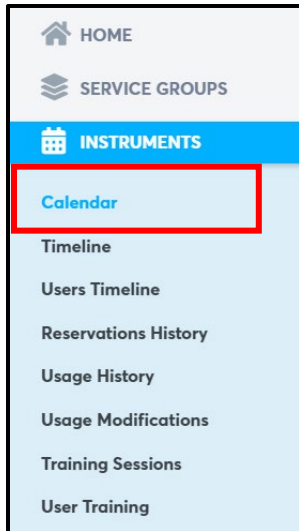 HOME
SERVICE GROUPS
INSTRUMENTS
Calendar
Timeline
Users Timeline
Reservations History
Usage History
Usage Modifications
Training Sessions
User Training